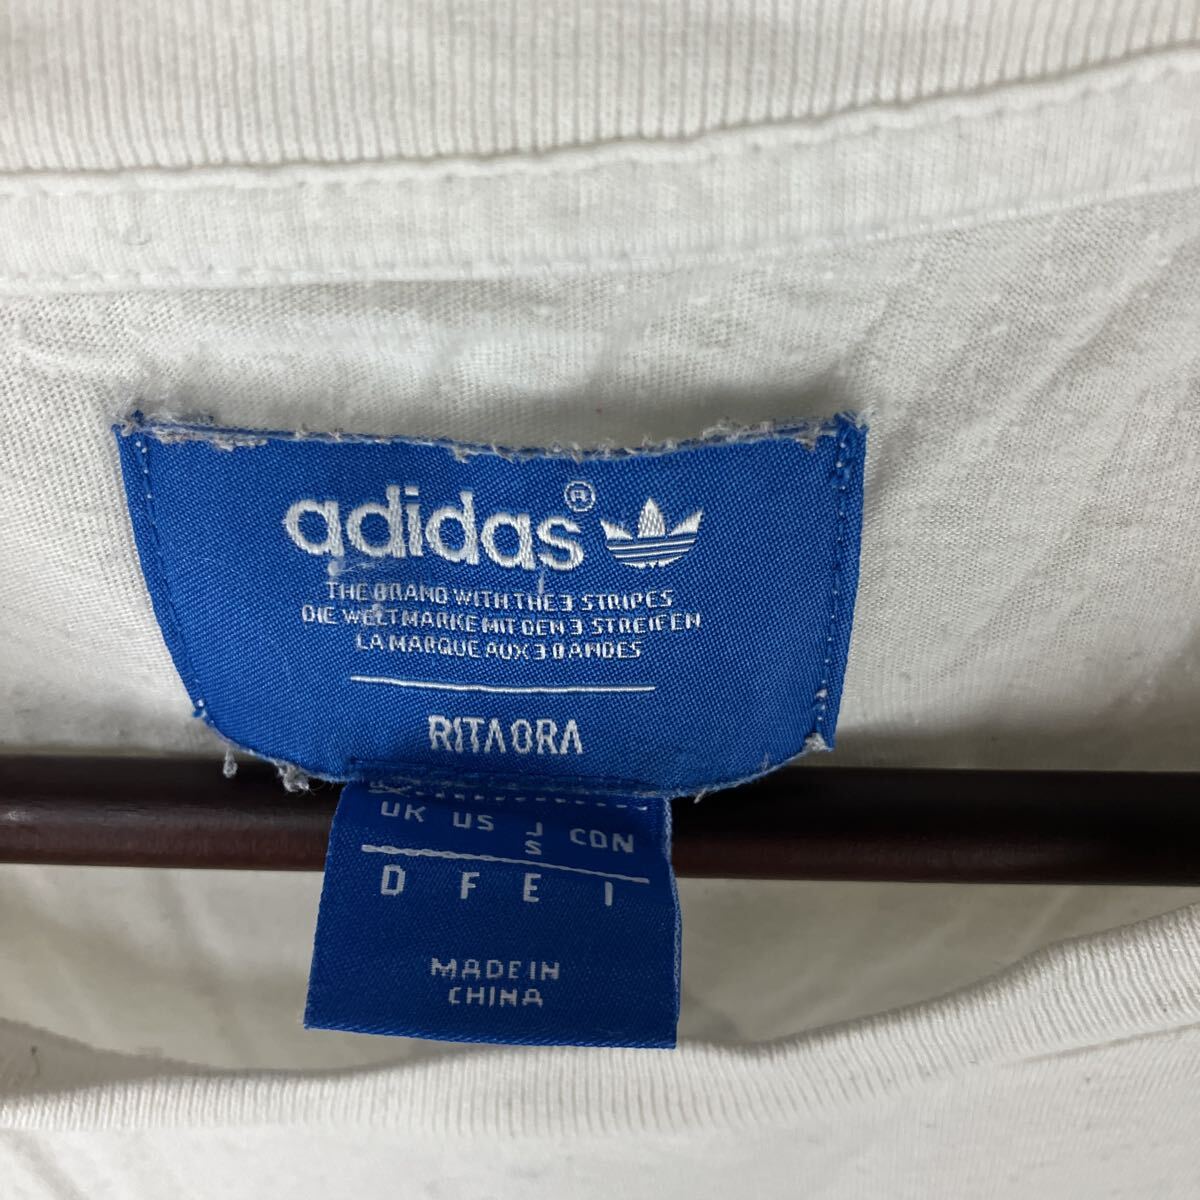 adidas®
THE BRAND WITH THE 3 STRIPES
DIE WELTMARKE MIT DEN 3 STREIFEN
LA MARQUE AUX 3 BANDES
RITA ORA
UK US J CDN
S
D F E I
MADE IN
CHINA